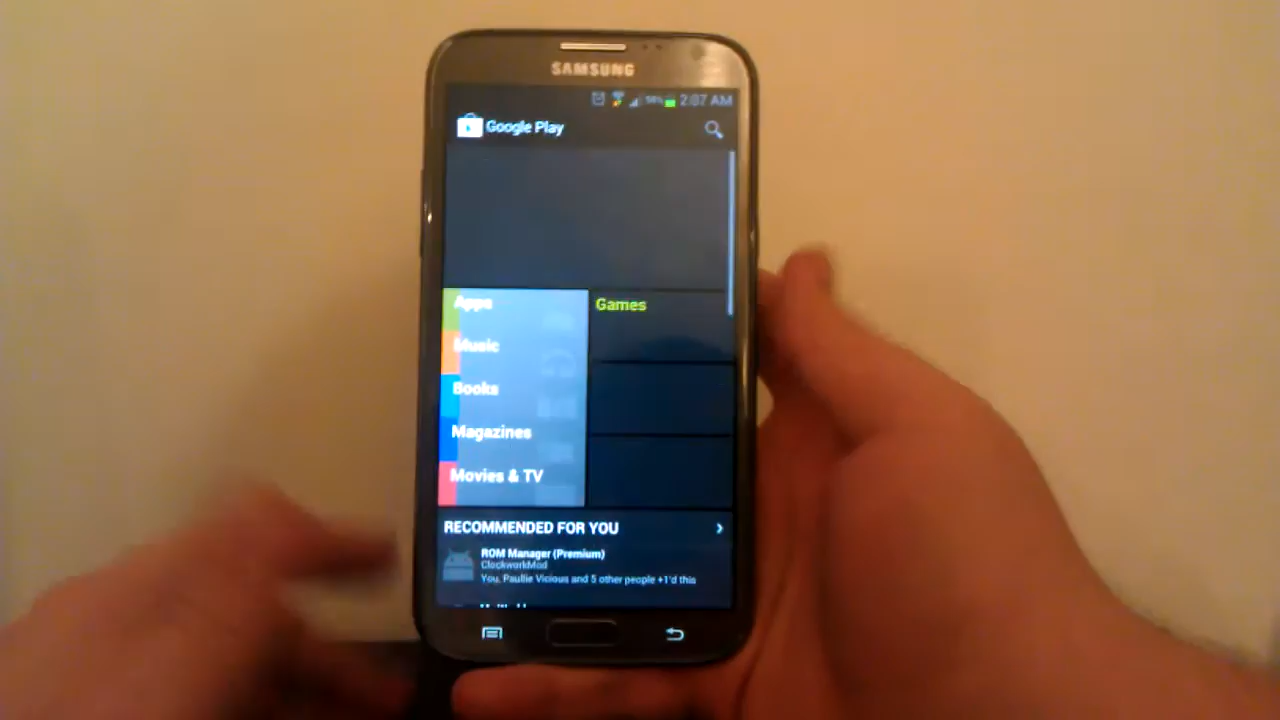 SAMSUNG
2:07 AM
Google Play
Apps
Games
Music
Books
Magazines
Movies & TV
RECOMMENDED FOR YOU
ROM Manager (Premium)
ClockworkMod
You, Paullie Vicious and 5 other people +1'd this